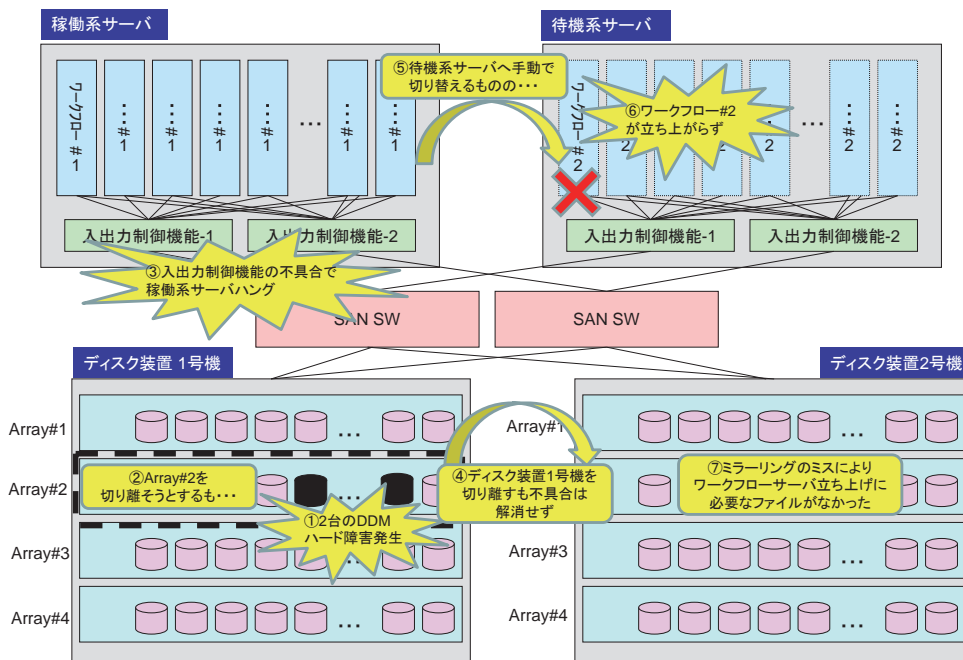 稼働系サーバ
待機系サーバ
ワークフロー#1
…#1
…#1
…#1
…#1
…
…#1
…#1
⑤待機系サーバへ手動で
切り替えるものの…
ワークフロー#2
…#2
…#2
…#2
…#2
…
…#2
…#2
⑥ワークフロー#2
が立ち上がらず
入出力制御機能-1
入出力制御機能-2
入出力制御機能-1
入出力制御機能-2
③入出力制御機能の不具合で
稼働系サーバハング
SAN SW
SAN SW
ディスク装置 1号機
ディスク装置2号機
Array#1
…
Array#1
…
Array#2
②Array#2を
切り離そうとするも…
…
①2台のDDM
ハード障害発生
④ディスク装置1号機を
切り離すも不具合は
解消せず
⑦ミラーリングのミスにより
ワークフローサーバ立ち上げに
必要なファイルがなかった
Array#3
…
Array#3
…
Array#4
…
Array#4
…